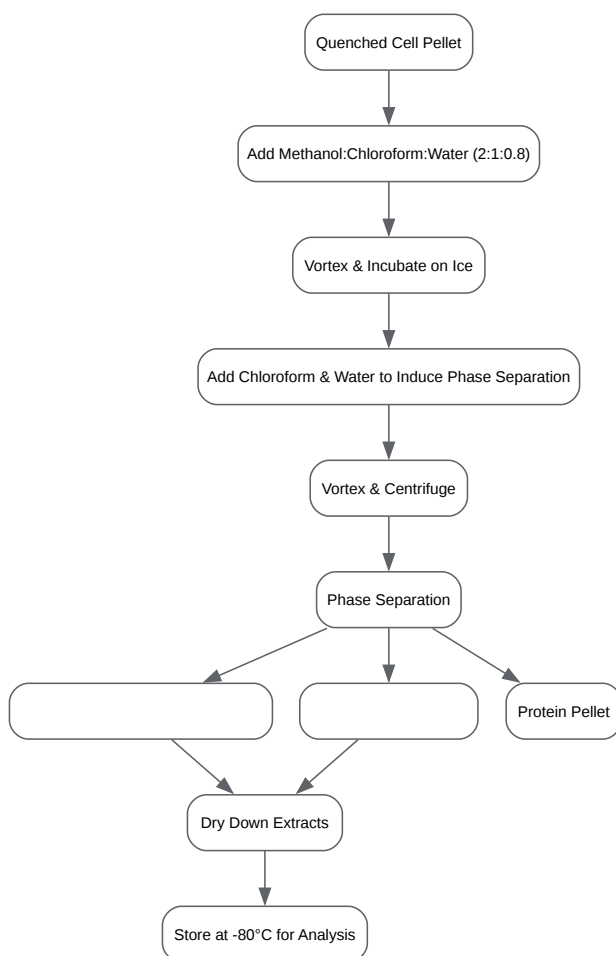 Quenched Cell Pellet
Add Methanol:Chloroform:Water (2:1:0.8)
Vortex & Incubate on Ice
Add Chloroform & Water to Induce Phase Separation
Vortex & Centrifuge
Phase Separation
Protein Pellet
Dry Down Extracts
Store at -80°C for Analysis